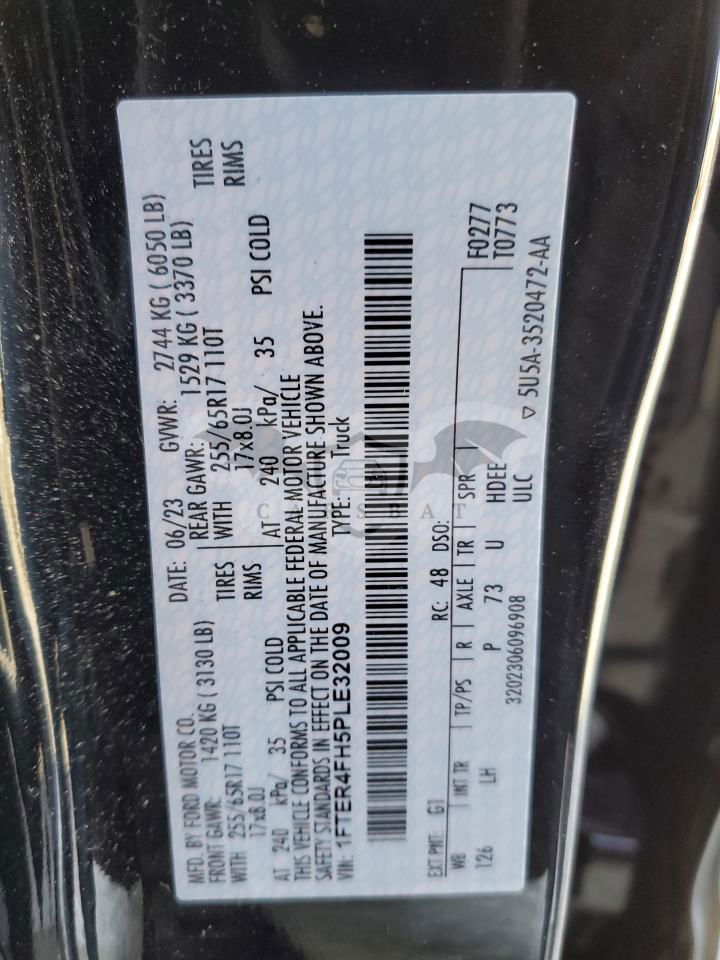 MFD. BY FORD MOTOR CO.
DATE: 06/23 GVWR: 2744 KG ( 6050 LB)
FRONT GAWR: 1420 KG ( 3130 LB) REAR GAWR: 1529 KG ( 3370 LB)
WITH 255/65R17 110T TIRES WITH 255/65R17 110T TIRES
17x8.0J RIMS 17x8.0J RIMS
AT 240 kPa/ 35 PSI COLD AT 240 kPa/ 35 PSI COLD
THIS VEHICLE CONFORMS TO ALL APPLICABLE FEDERAL MOTOR VEHICLE
SAFETY STANDARDS IN EFFECT ON THE DATE OF MANUFACTURE SHOWN ABOVE.
VIN: 1FTER4FH5PLE32009 TYPE: Truck
CARSBAT
EXT PNT: G1 RC: 48 DSO:
WB INT TR TP/PS R AXLE TR SPR F0277
126 LH P 73 U HDEE T0773
3202306096908 ULC
▽ 5U5A-3520472-AA